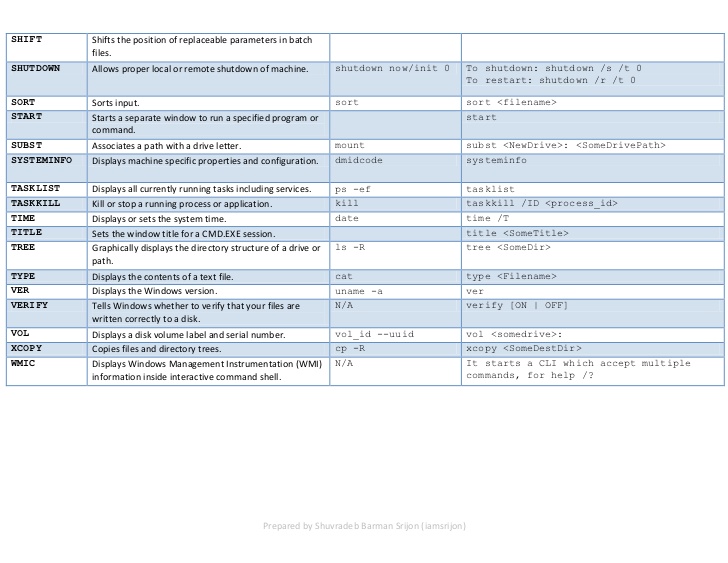 SHIFT Shifts the position of replaceable parameters in batch
files.
SHUTDOWN Allows proper local or remote shutdown of machine. shutdown now/init 0 To shutdown: shutdown /s /t 0
To restart: shutdown /r /t 0
SORT Sorts input. sort sort <filename>
START Starts a separate window to run a specified program or start
command.
SUBST Associates a path with a drive letter. mount subst <NewDrive>: <SomeDrivePath>
SYSTEMINFO Displays machine specific properties and configuration. dmidcode systeminfo
TASKLIST Displays all currently running tasks including services. ps -ef tasklist
TASKKILL Kill or stop a running process or application. kill taskkill /ID <process_id>
TIME Displays or sets the system time. date time /T
TITLE Sets the window title for a CMD.EXE session. title <SomeTitle>
TREE Graphically displays the directory structure of a drive or ls -R tree <SomeDir>
path.
TYPE Displays the contents of a text file. cat type <Filename>
VER Displays the Windows version. uname -a ver
VERIFY Tells Windows whether to verify that your files are N/A verify [ON | OFF]
written correctly to a disk.
VOL Displays a disk volume label and serial number. vol_id --uuid vol <somedrive>:
XCOPY Copies files and directory trees. cp -R xcopy <SomeDestDir>
WMIC Displays Windows Management Instrumentation (WMI) N/A It starts a CLI which accept multiple
information inside interactive command shell. commands, for help /?
Prepared by Shuvradeb Barman Srijon (iamsrijon)